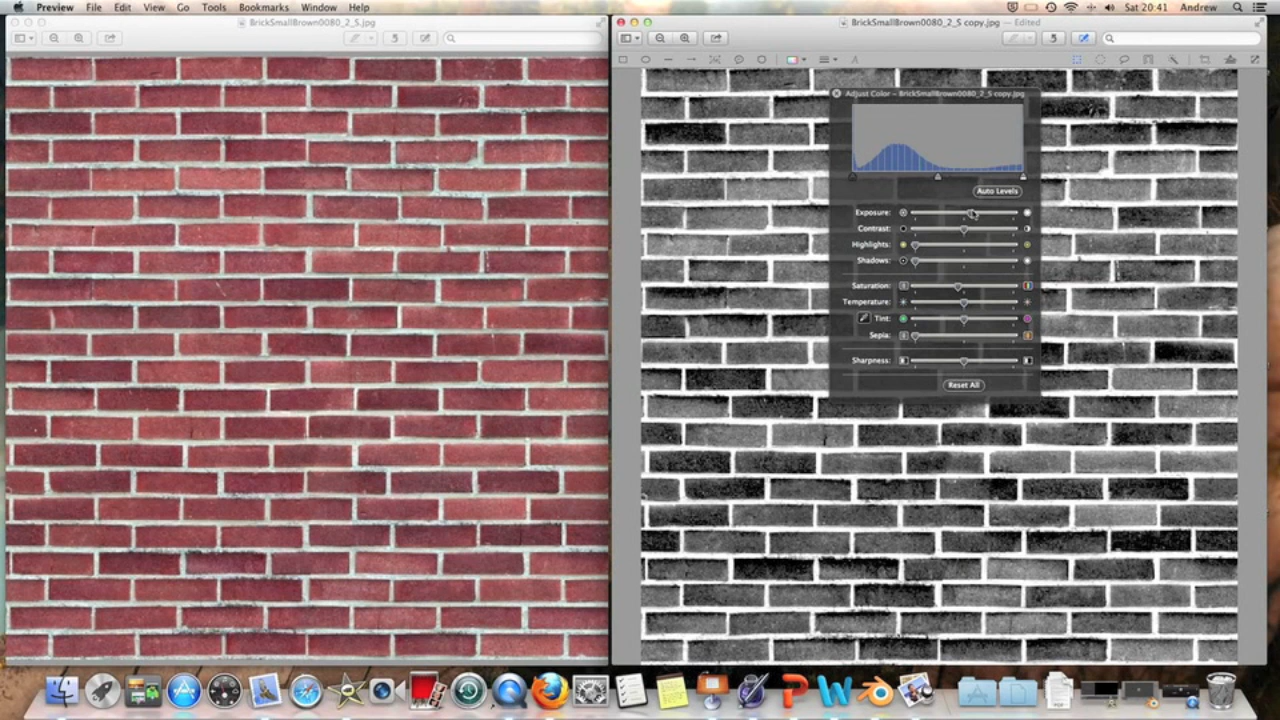 Preview File Edit View Go Tools Bookmarks Window Help Sat 20:41 Andrew
BrickSmallBrown0080_2_S.jpg
BrickSmallBrown0080_2_S copy.jpg — Edited
Adjust Color – BrickSmallBrown0080_2_S copy.jpg
Auto Levels
Exposure:
Contrast:
Highlights:
Shadows:
Saturation:
Temperature:
Tint:
Sepia:
Sharpness:
Reset All